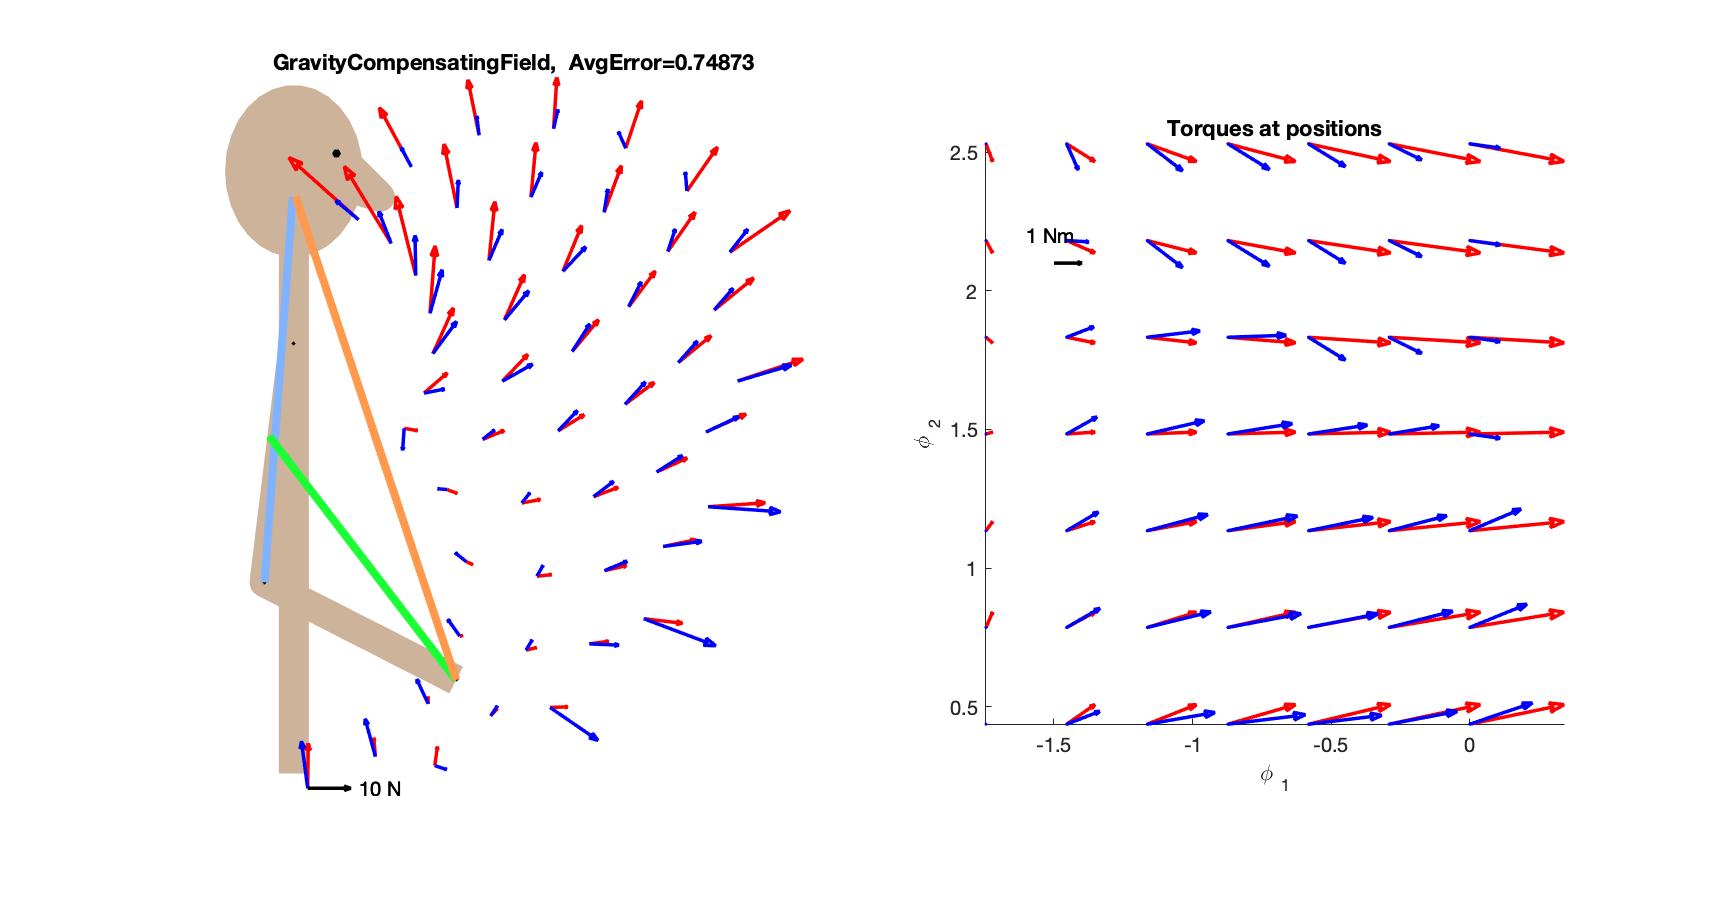 GravityCompensatingField, AvgError=0.74873
10 N
Torques at positions
2.5
2
1.5
1
0.5
1 Nm
ϕ 2
-1.5
-1
-0.5
0
ϕ 1